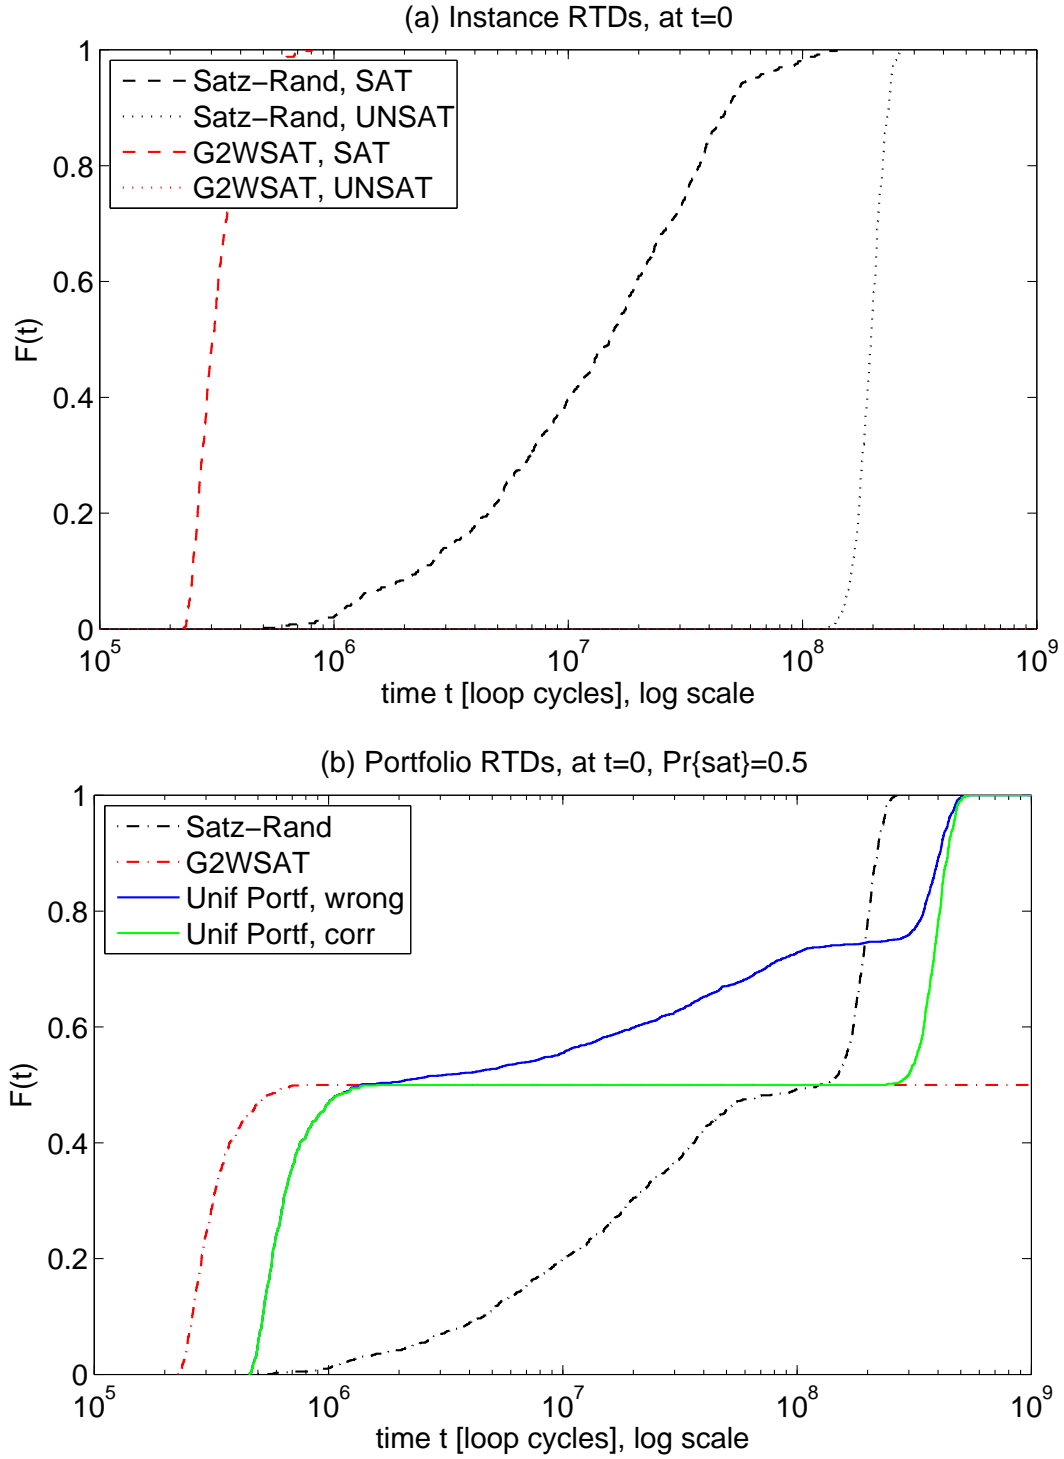 (a) Instance RTDs, at t=0
1
0.8
0.6
0.4
0.2
0
F(t)
Satz−Rand, SAT
Satz−Rand, UNSAT
G2WSAT, SAT
G2WSAT, UNSAT
10^5 10^6 10^7 10^8 10^9
time t [loop cycles], log scale
(b) Portfolio RTDs, at t=0, Pr{sat}=0.5
1
0.8
0.6
0.4
0.2
0
F(t)
Satz−Rand
G2WSAT
Unif Portf, wrong
Unif Portf, corr
10^5 10^6 10^7 10^8 10^9
time t [loop cycles], log scale